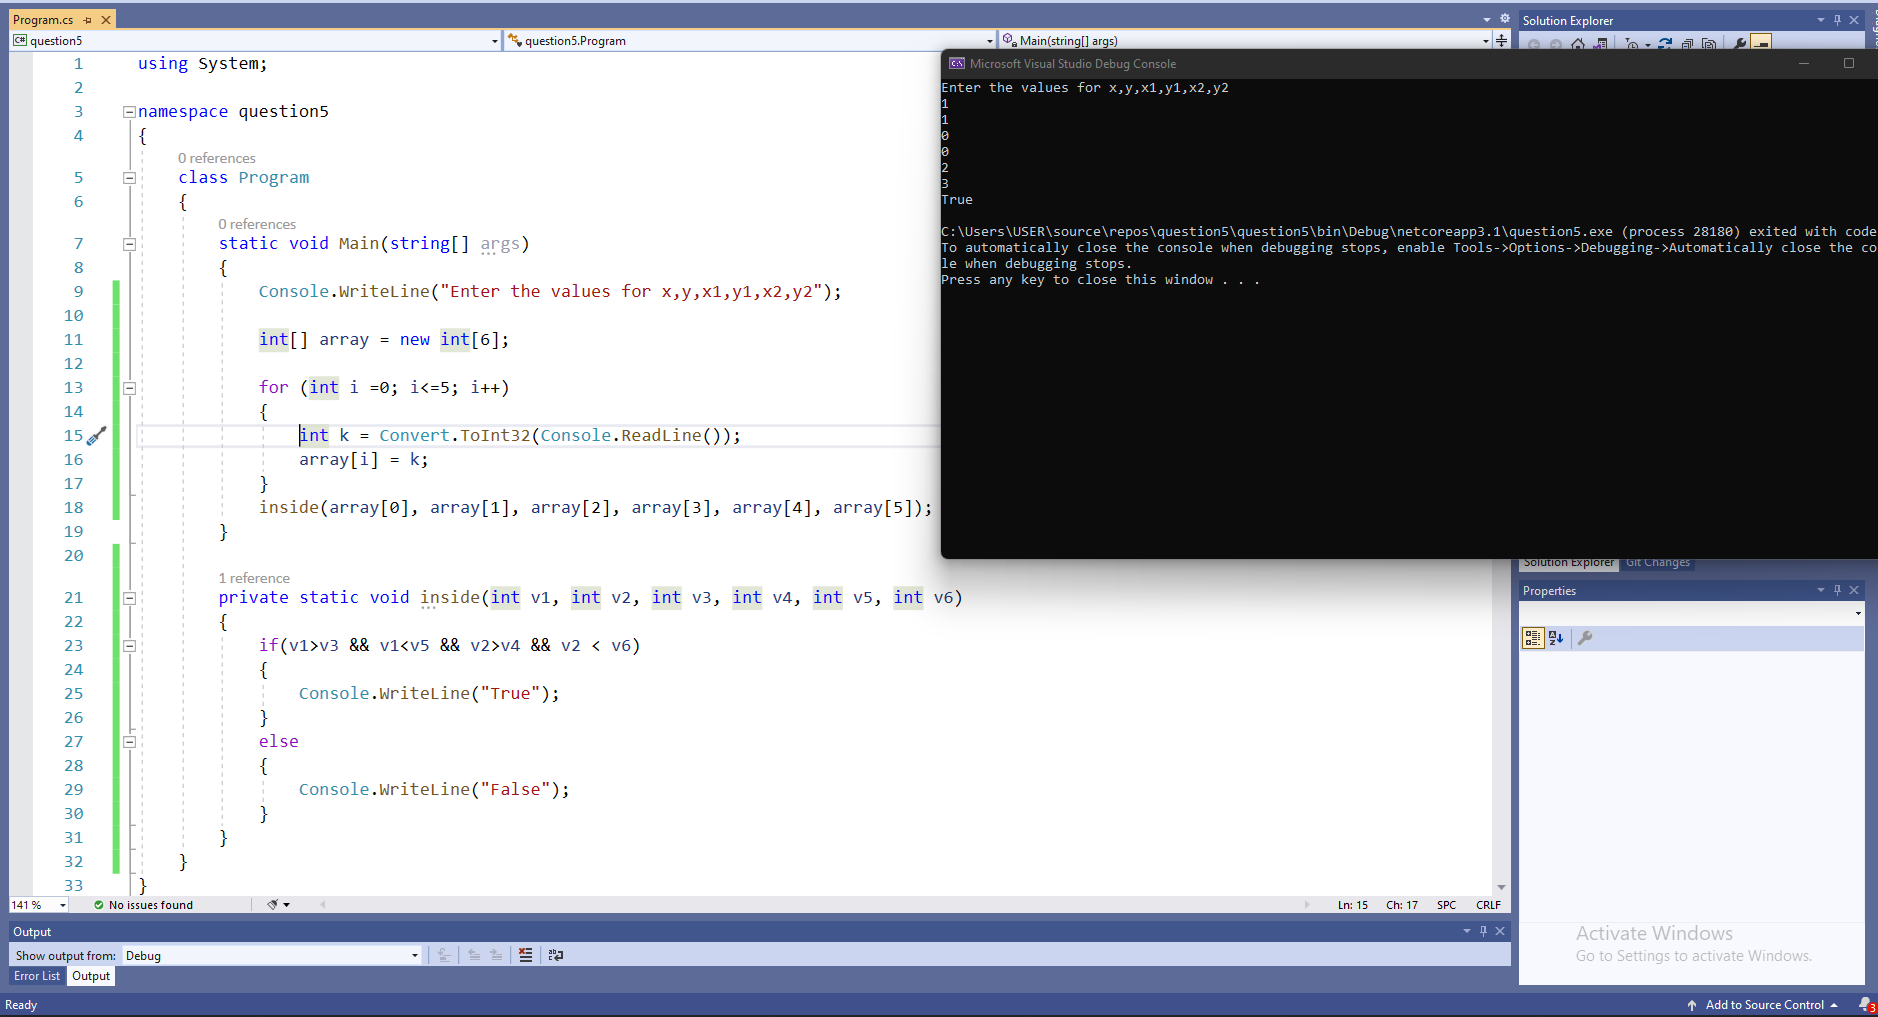 Program.cs
question5
question5.Program
Main(string[] args)
1 using System;
2
3 namespace question5
4 {
0 references
5 class Program
6 {
0 references
7 static void Main(string[] args)
8 {
9 Console.WriteLine("Enter the values for x,y,x1,y1,x2,y2");
10
11 int[] array = new int[6];
12
13 for (int i =0; i<=5; i++)
14 {
15 int k = Convert.ToInt32(Console.ReadLine());
16 array[i] = k;
17 }
18 inside(array[0], array[1], array[2], array[3], array[4], array[5]);
19 }
20
1 reference
21 private static void inside(int v1, int v2, int v3, int v4, int v5, int v6)
22 {
23 if(v1>v3 && v1<v5 && v2>v4 && v2 < v6)
24 {
25 Console.WriteLine("True");
26 }
27 else
28 {
29 Console.WriteLine("False");
30 }
31 }
32 }
33 }
141 %
No issues found
Ln: 15 Ch: 17 SPC CRLF
Output
Show output from: Debug
Error List Output
Ready
Microsoft Visual Studio Debug Console
Enter the values for x,y,x1,y1,x2,y2
1
1
0
0
2
3
True
C:\Users\USER\source\repos\question5\question5\bin\Debug\netcoreapp3.1\question5.exe (process 28180) exited with code
To automatically close the console when debugging stops, enable Tools->Options->Debugging->Automatically close the co
le when debugging stops.
Press any key to close this window . . .
Solution Explorer
Solution Explorer Git Changes
Properties
Activate Windows
Go to Settings to activate Windows.
Add to Source Control
3